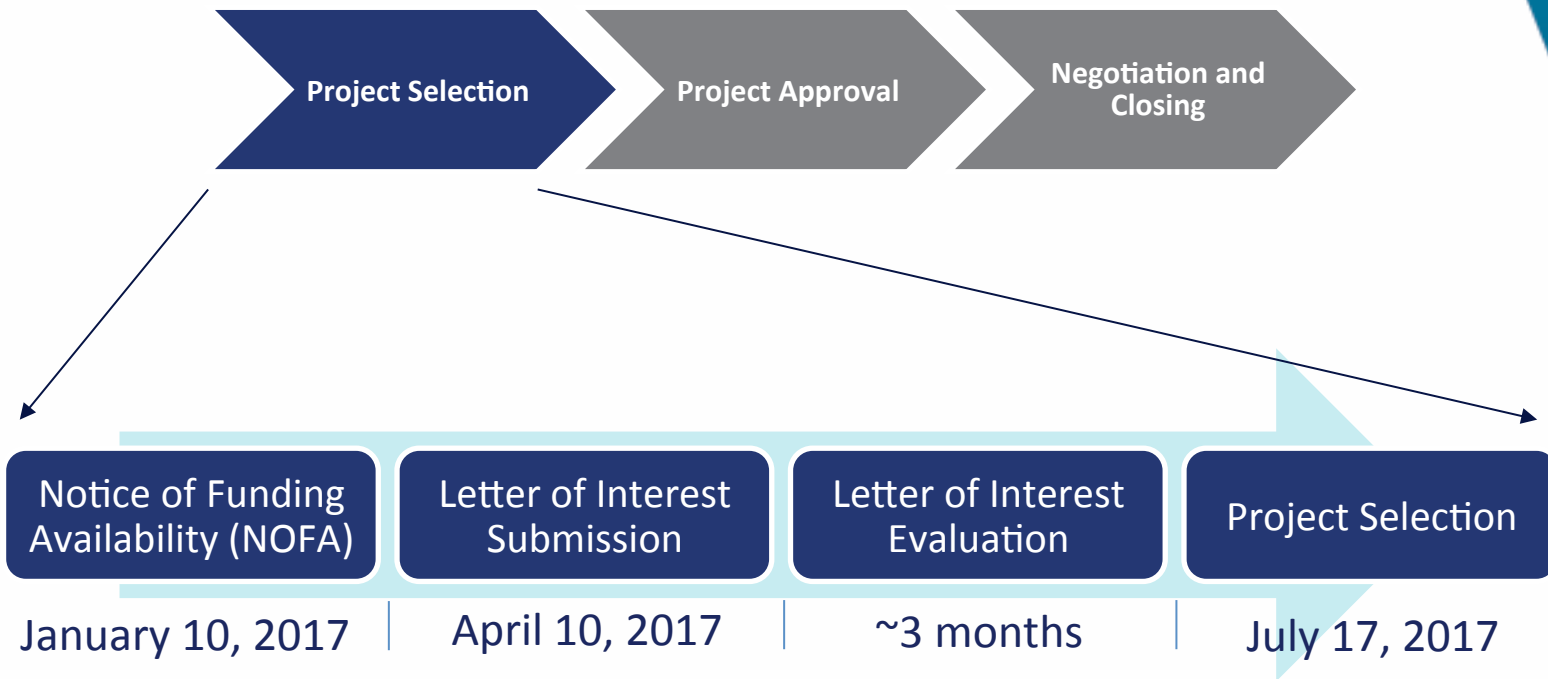 Project Selection
Project Approval
Negotiation and
Closing
Notice of Funding
Availability (NOFA)
Letter of Interest
Submission
Letter of Interest
Evaluation
Project Selection
January 10, 2017
April 10, 2017
~3 months
July 17, 2017